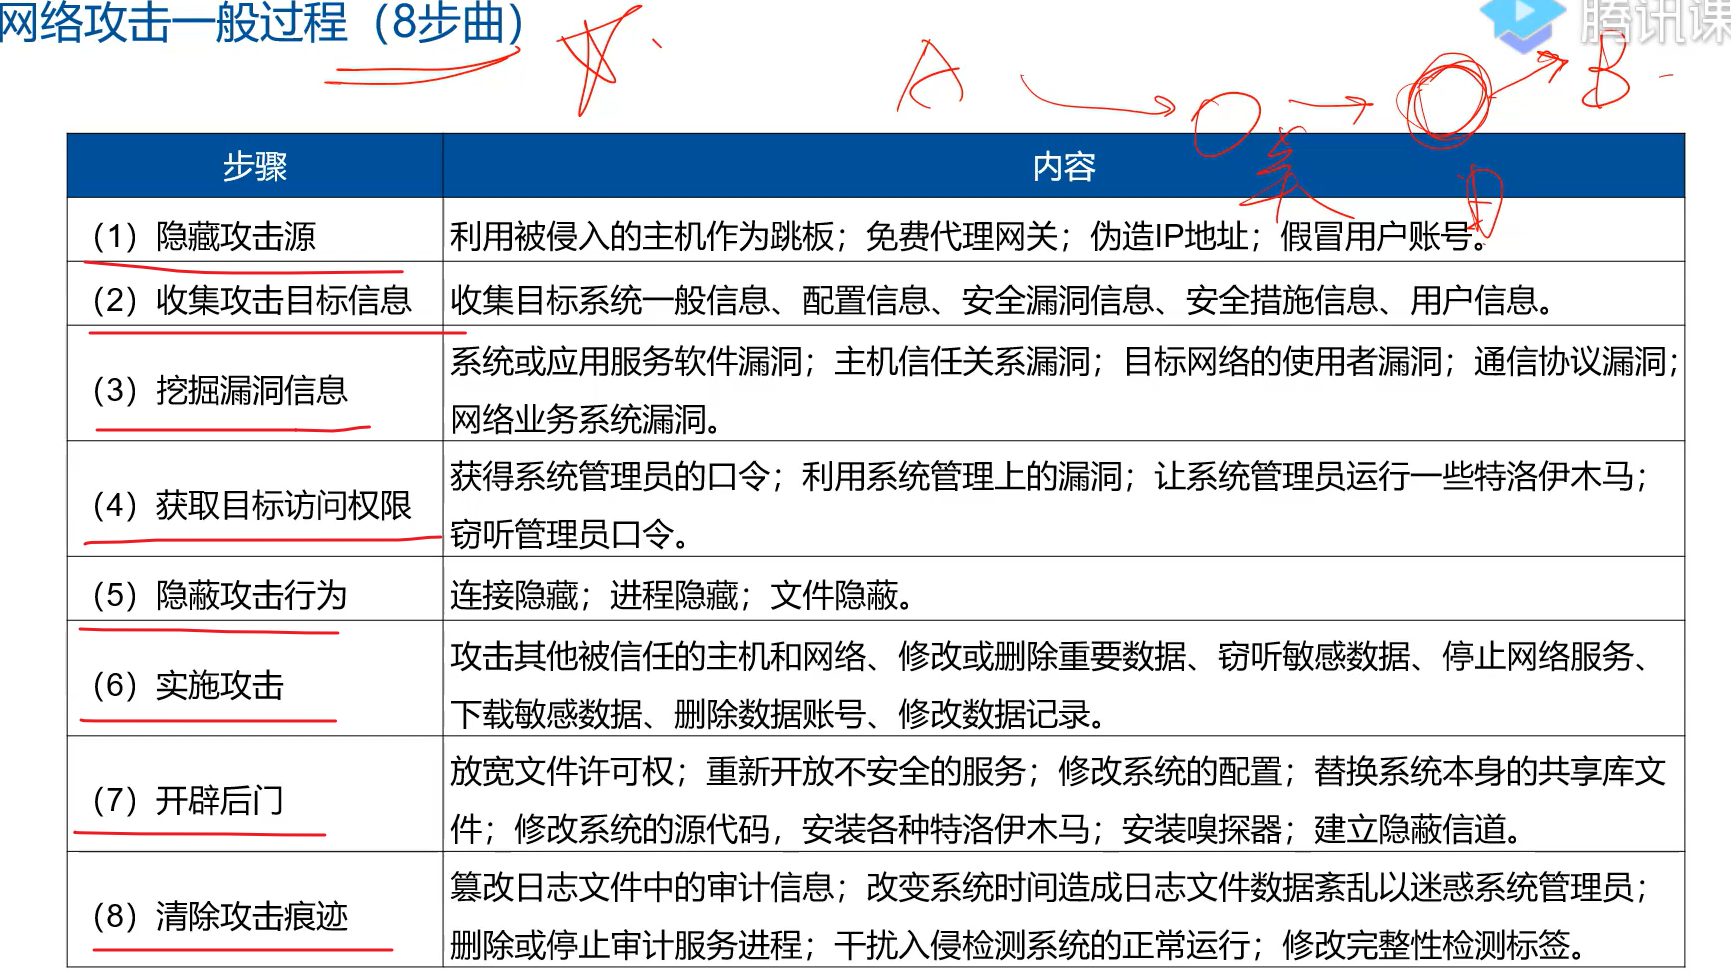 网络攻击一般过程（8步曲）
腾讯课
A
B
美
日
步骤
内容
（1）隐藏攻击源
利用被侵入的主机作为跳板；免费代理网关；伪造IP地址；假冒用户账号。
（2）收集攻击目标信息
收集目标系统一般信息、配置信息、安全漏洞信息、安全措施信息、用户信息。
（3）挖掘漏洞信息
系统或应用服务软件漏洞；主机信任关系漏洞；目标网络的使用者漏洞；通信协议漏洞；
网络业务系统漏洞。
（4）获取目标访问权限
获得系统管理员的口令；利用系统管理上的漏洞；让系统管理员运行一些特洛伊木马；
窃听管理员口令。
（5）隐蔽攻击行为
连接隐藏；进程隐藏；文件隐蔽。
（6）实施攻击
攻击其他被信任的主机和网络、修改或删除重要数据、窃听敏感数据、停止网络服务、
下载敏感数据、删除数据账号、修改数据记录。
（7）开辟后门
放宽文件许可权；重新开放不安全的服务；修改系统的配置；替换系统本身的共享库文
件；修改系统的源代码，安装各种特洛伊木马；安装嗅探器；建立隐蔽信道。
（8）清除攻击痕迹
篡改日志文件中的审计信息；改变系统时间造成日志文件数据紊乱以迷惑系统管理员；
删除或停止审计服务进程；干扰入侵检测系统的正常运行；修改完整性检测标签。